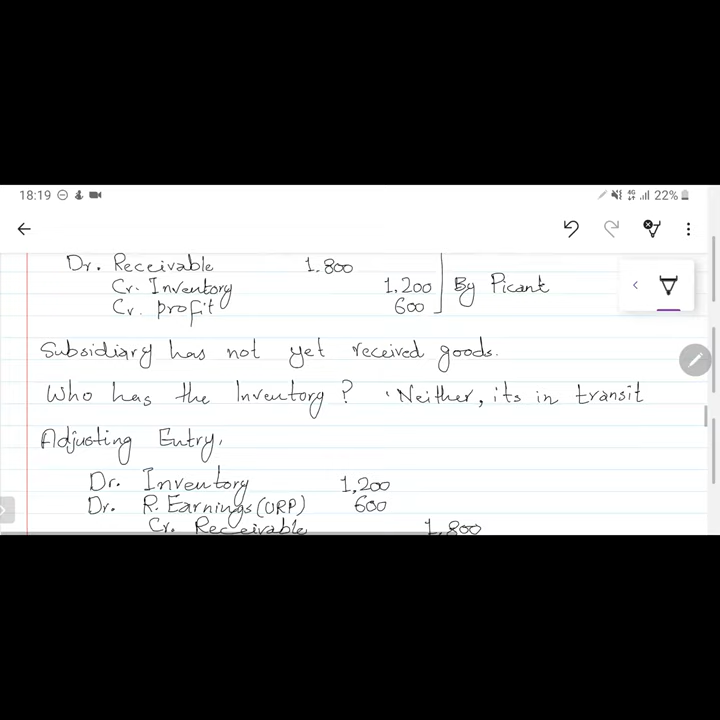 18:19 4G 22%
Dr. Receivable 1,800
Cr. Inventory 1,200 By Picant
Cr. profit 600
Subsidiary has not yet received goods.
Who has the Inventory? Neither, its in transit
Adjusting Entry,
Dr. Inventory 1,200
Dr. R. Earnings (URP) 600
Cr. Receivable 1,800